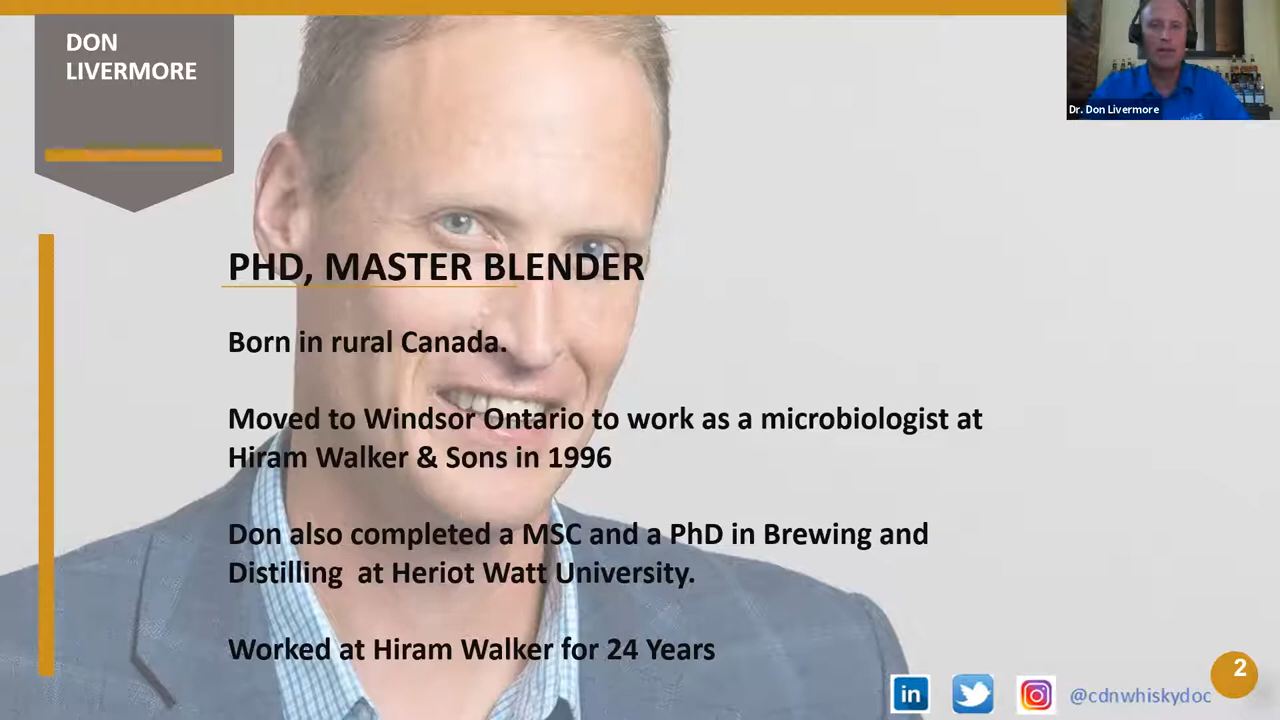 DON
LIVERMORE
Dr. Don Livermore
PHD, MASTER BLENDER
Born in rural Canada.
Moved to Windsor Ontario to work as a microbiologist at
Hiram Walker & Sons in 1996
Don also completed a MSC and a PhD in Brewing and
Distilling  at Heriot Watt University.
Worked at Hiram Walker for 24 Years
in
@cdnwhiskydoc
2